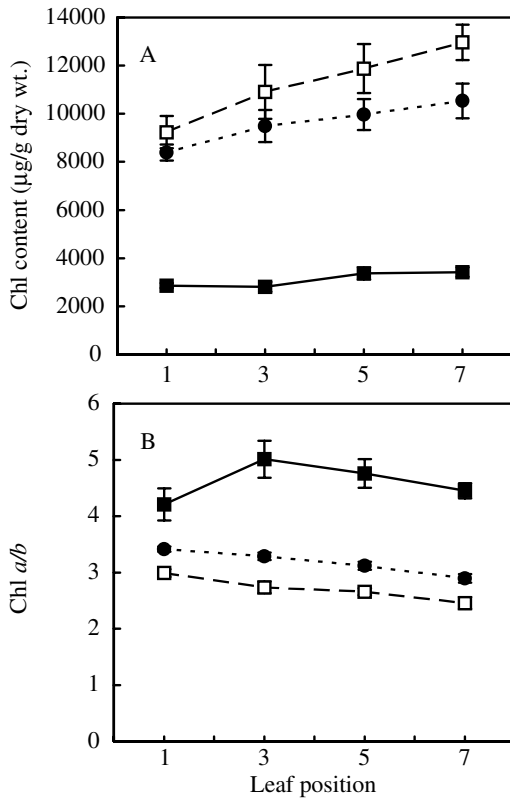 A
Chl content (µg/g dry wt.)
14000
12000
10000
8000
6000
4000
2000
0
1 3 5 7
B
Chl a/b
6
5
4
3
2
1
0
1 3 5 7
Leaf position